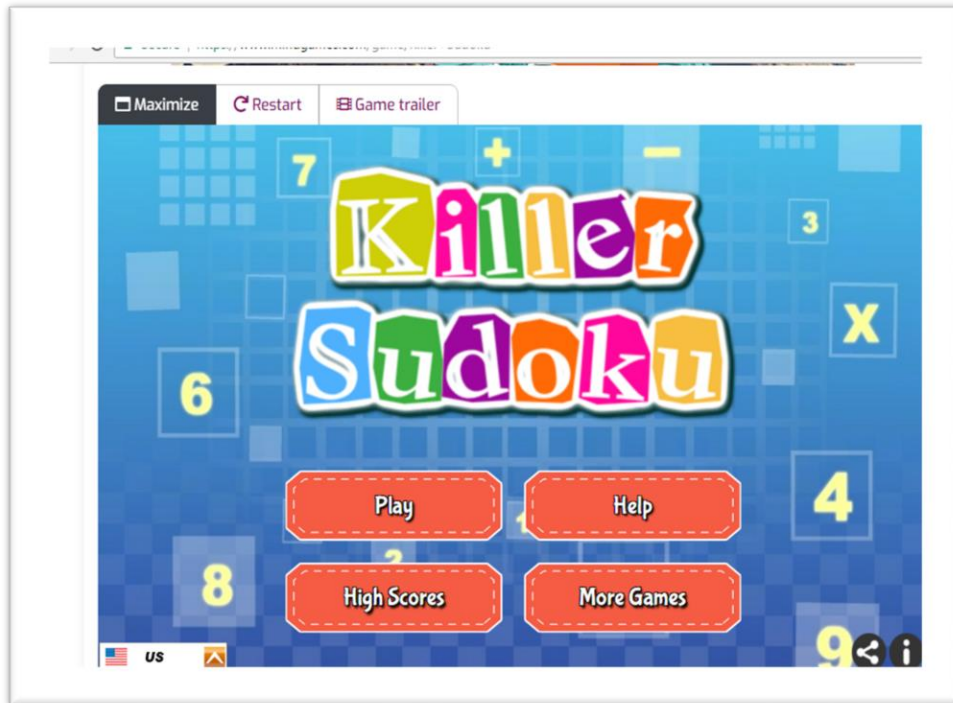 Maximize Restart Game trailer
7 + −
Killer
3
Sudoku
X
6
Play Help
4
8
High Scores More Games
9
US